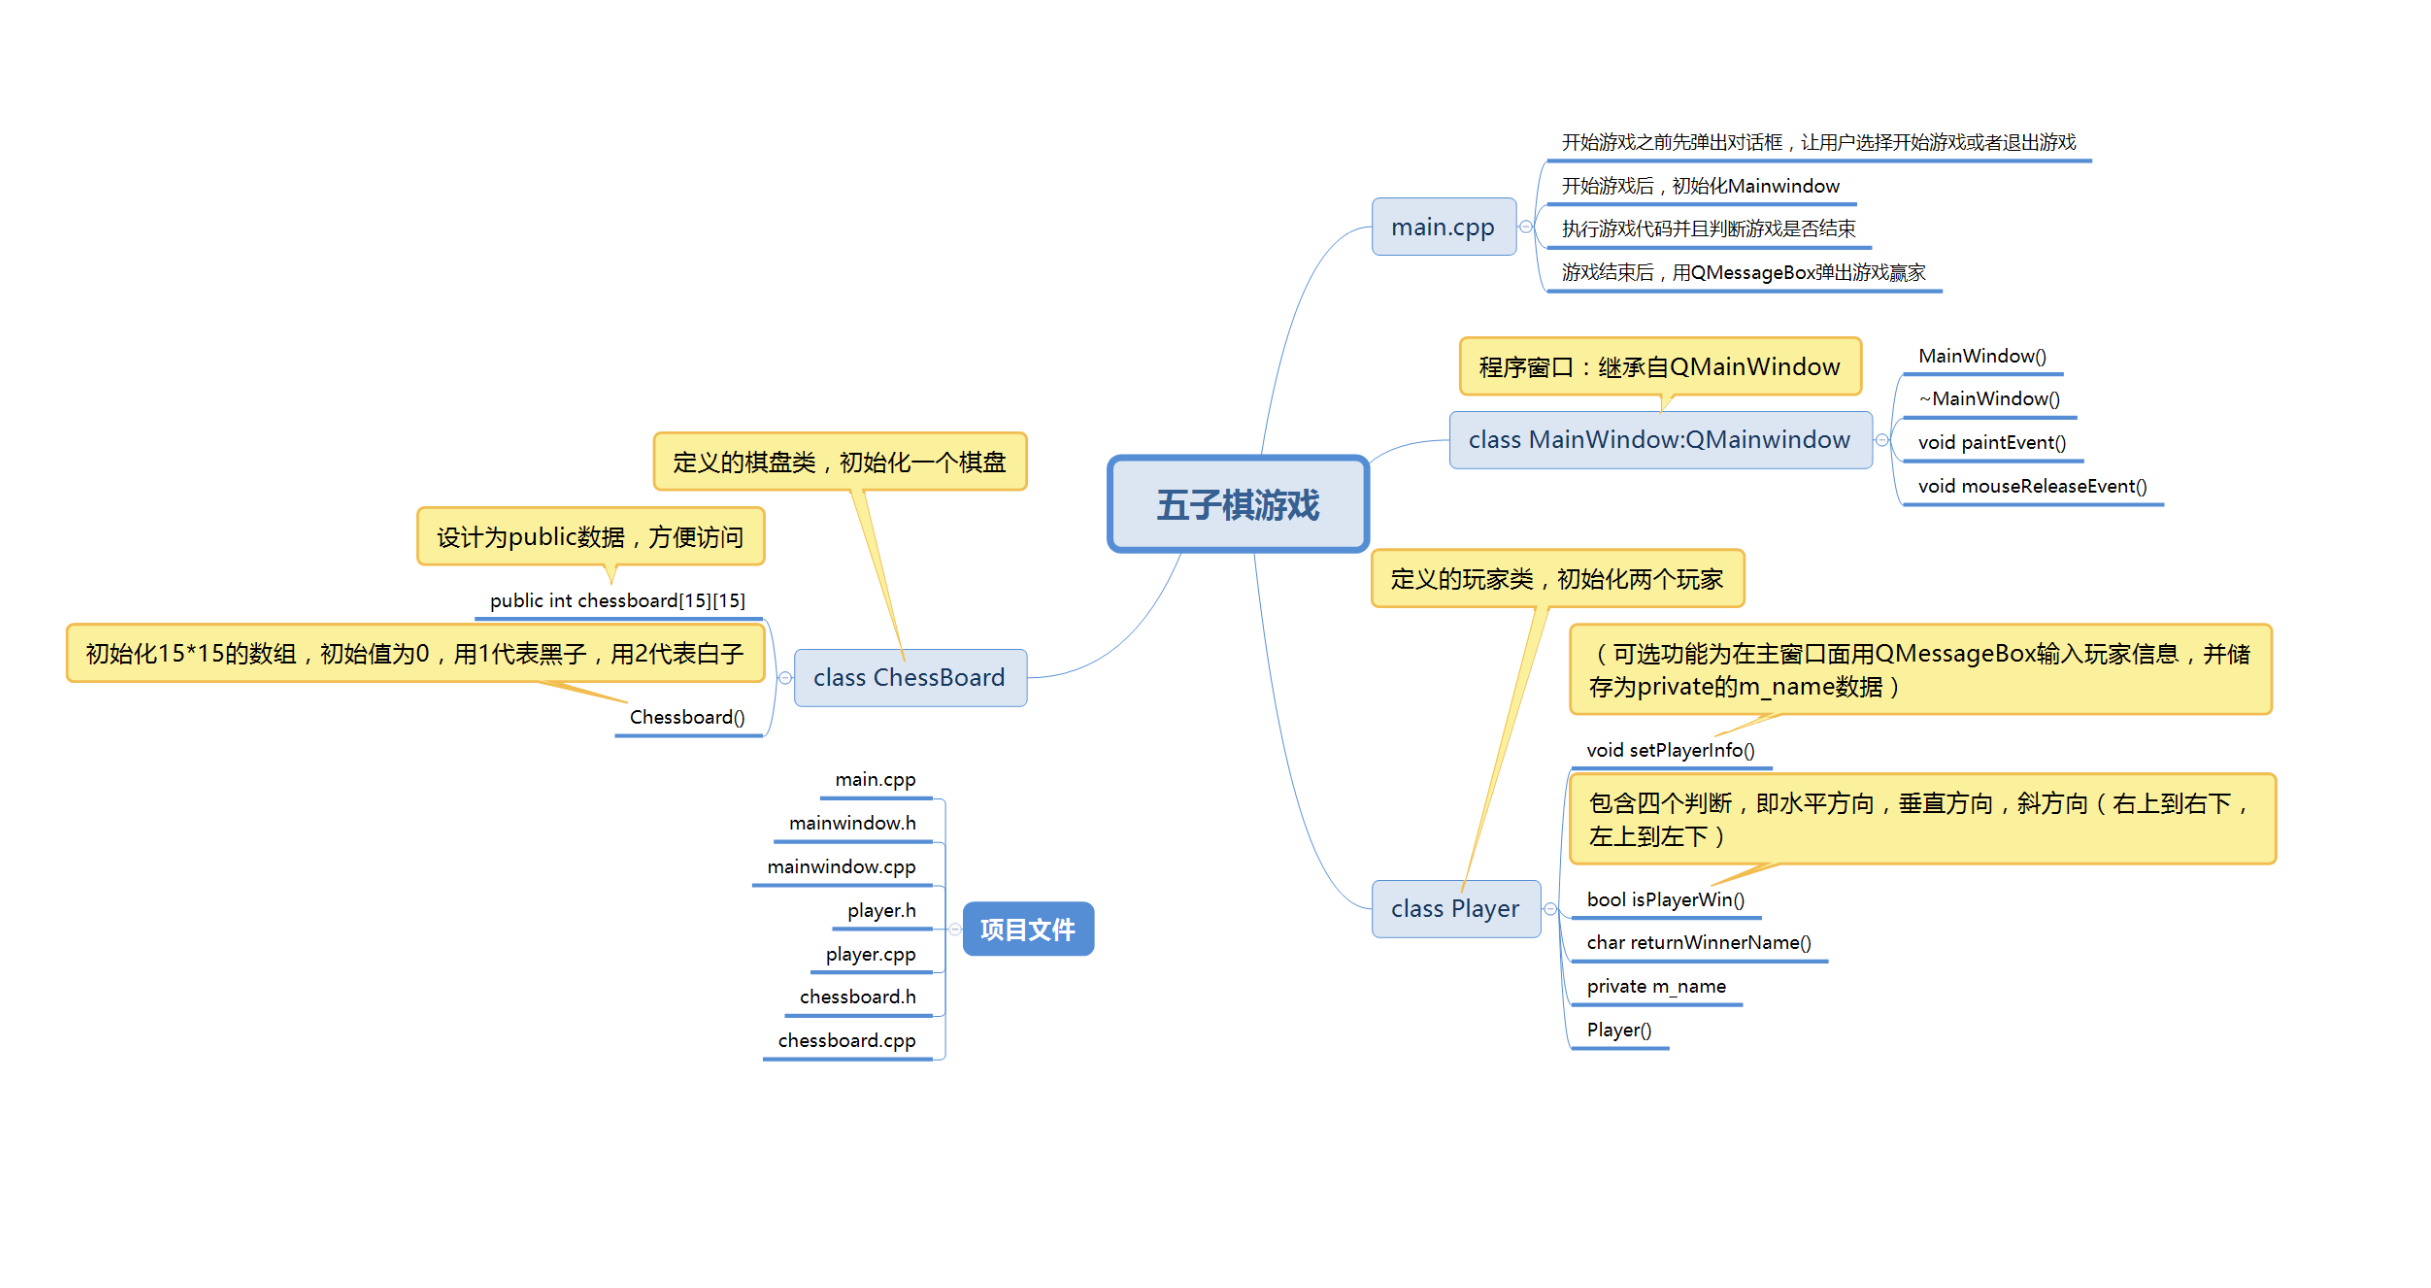 五子棋游戏
main.cpp
开始游戏之前先弹出对话框，让用户选择开始游戏或者退出游戏
开始游戏后，初始化Mainwindow
执行游戏代码并且判断游戏是否结束
游戏结束后，用QMessageBox弹出游戏赢家
程序窗口：继承自QMainWindow
class MainWindow:QMainwindow
MainWindow()
~MainWindow()
void paintEvent()
void mouseReleaseEvent()
定义的玩家类，初始化两个玩家
class Player
（可选功能为在主窗口面用QMessageBox输入玩家信息，并储
存为private的m_name数据）
void setPlayerInfo()
包含四个判断，即水平方向，垂直方向，斜方向（右上到右下，
左上到左下）
bool isPlayerWin()
char returnWinnerName()
private m_name
Player()
定义的棋盘类，初始化一个棋盘
class ChessBoard
设计为public数据，方便访问
public int chessboard[15][15]
初始化15*15的数组，初始值为0，用1代表黑子，用2代表白子
Chessboard()
项目文件
main.cpp
mainwindow.h
mainwindow.cpp
player.h
player.cpp
chessboard.h
chessboard.cpp